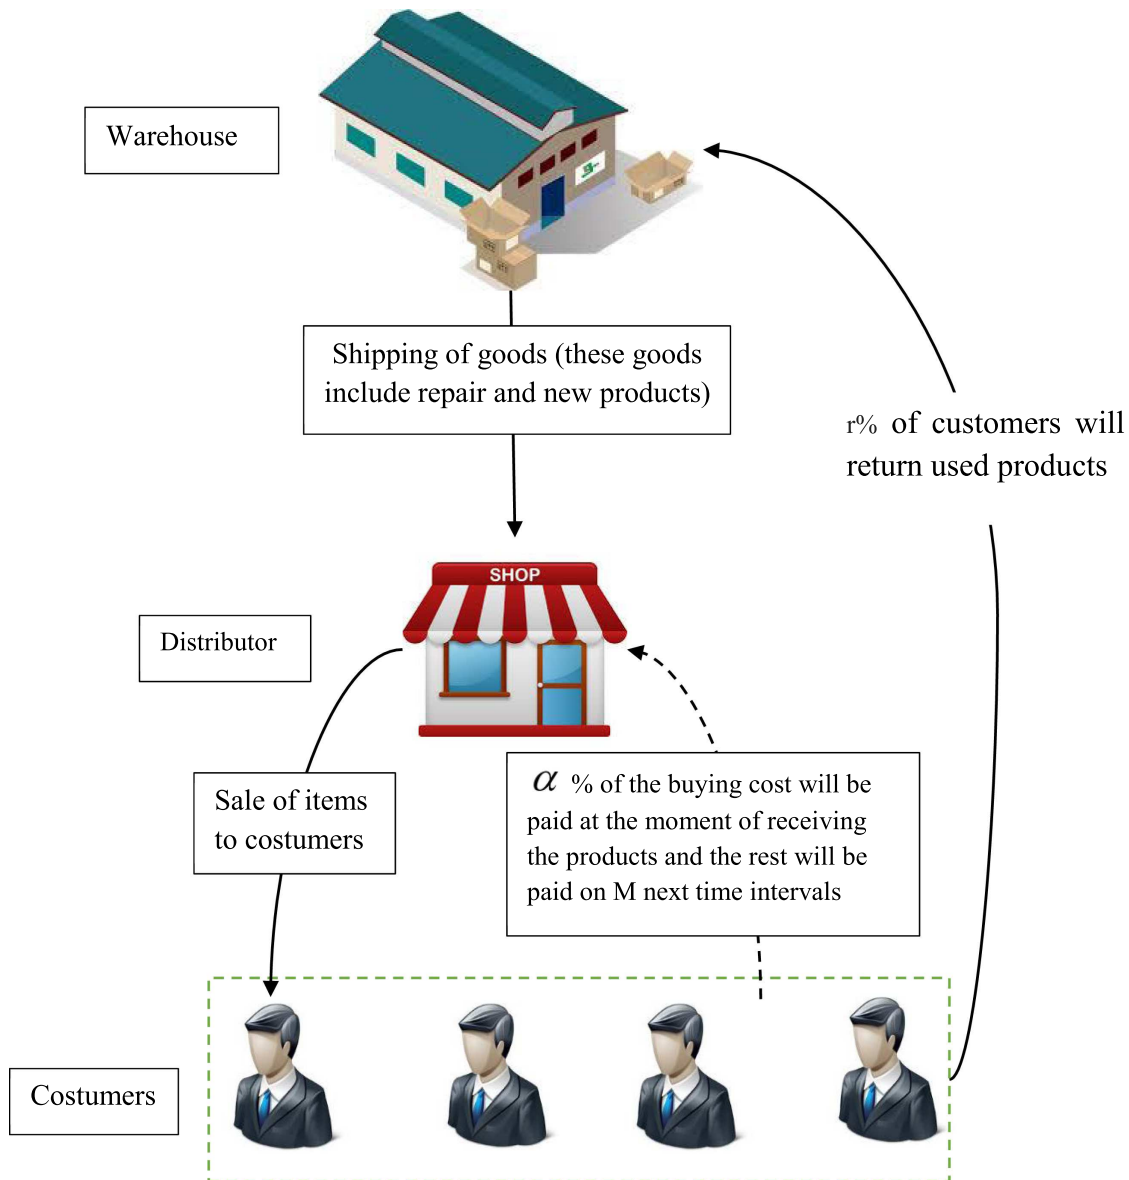 Warehouse
Shipping of goods (these goods
include repair and new products)
r% of customers will
return used products
SHOP
Distributor
α % of the buying cost will be
paid at the moment of receiving
the products and the rest will be
paid on M next time intervals
Sale of items
to costumers
Costumers